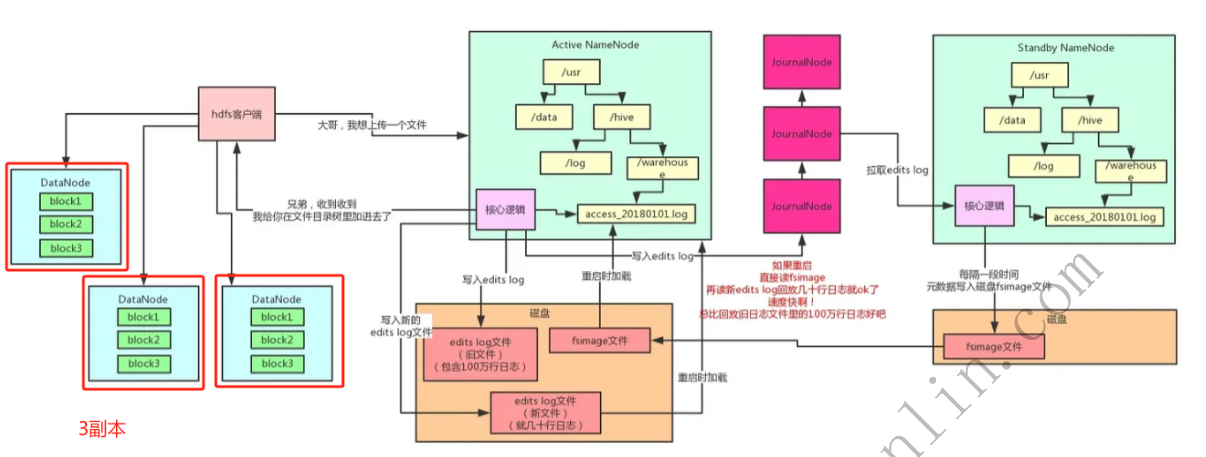 hdfs客户端
大哥，我想上传一个文件
兄弟，收到收到
我给你在文件目录树里加进去了
DataNode
block1
block2
block3
DataNode
block1
block2
block3
DataNode
block1
block2
block3
3副本
Active NameNode
/usr
/data
/hive
/log
/warehous
e
核心逻辑
access_20180101.log
写入edits log
重启时加载
写入edits log
写入新的
edits log文件
磁盘
edits log文件
（旧文件）
（包含100万行日志）
fsimage文件
edits log文件
（新文件）
（就几十行日志）
重启时加载
JournalNode
JournalNode
JournalNode
如果重启
直接读fsimage
再读新edits log回放几十行日志就ok了
速度快啊！
总比回放旧日志文件里的100万行日志好吧
拉取edits log
Standby NameNode
/usr
/data
/hive
/log
/warehous
e
核心逻辑
access_20180101.log
每隔一段时间
元数据写入磁盘fsimage文件
磁盘
fsimage文件
nlin.com